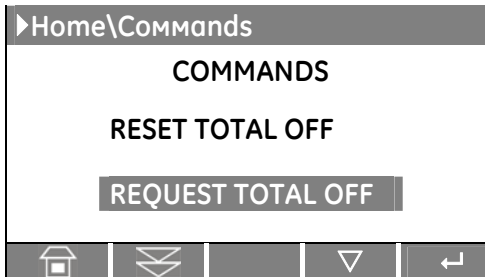 Home\Commands
COMMANDS
RESET TOTAL OFF
REQUEST TOTAL OFF